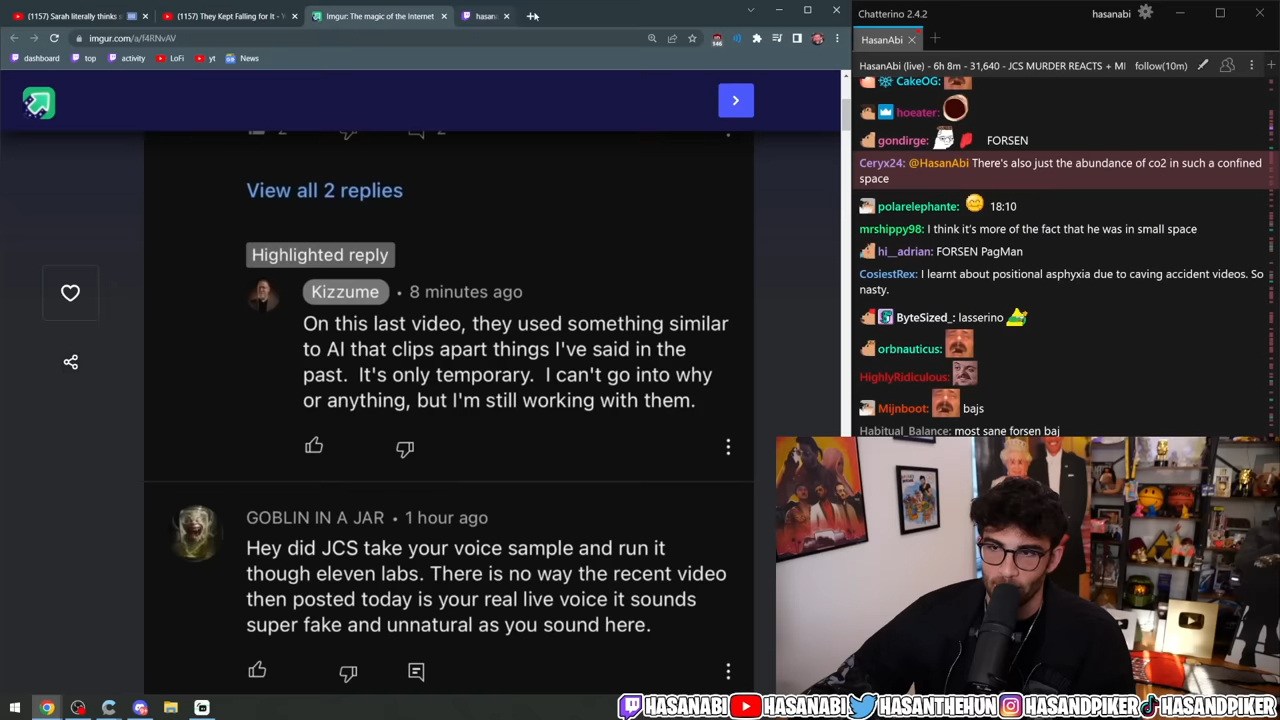 (1157) Sarah literally thinks s
(1157) They Kept Falling for It - Y
Imgur: The magic of the Internet
hasan
imgur.com/a/f4RNvAV
146
dashboard
top
activity
LoFi
yt
News
View all 2 replies
Highlighted reply
Kizzume • 8 minutes ago
On this last video, they used something similar
to AI that clips apart things I've said in the
past. It's only temporary. I can't go into why
or anything, but I'm still working with them.
GOBLIN IN A JAR • 1 hour ago
Hey did JCS take your voice sample and run it
though eleven labs. There is no way the recent video
then posted today is your real live voice it sounds
super fake and unnatural as you sound here.
Chatterino 2.4.2
hasanabi
HasanAbi
HasanAbi (live) - 6h 8m - 31,640 - JCS MURDER REACTS + MI
follow(10m)
CakeOG:
hoeater:
gondirge: FORSEN
Ceryx24: @HasanAbi There's also just the abundance of co2 in such a confined
space
polarelephante: 18:10
mrshippy98: I think it's more of the fact that he was in small space
hi__adrian: FORSEN PagMan
CosiestRex: I learnt about positional asphyxia due to caving accident videos. So
nasty.
ByteSized_: lasserino
orbnauticus:
HighlyRidiculous:
Mijnboot: bajs
Habitual_Balance: most sane forsen baj
HASANABI
HASANABI
HASANTHEHUN
HASANDPIKER
HASANDPIKER